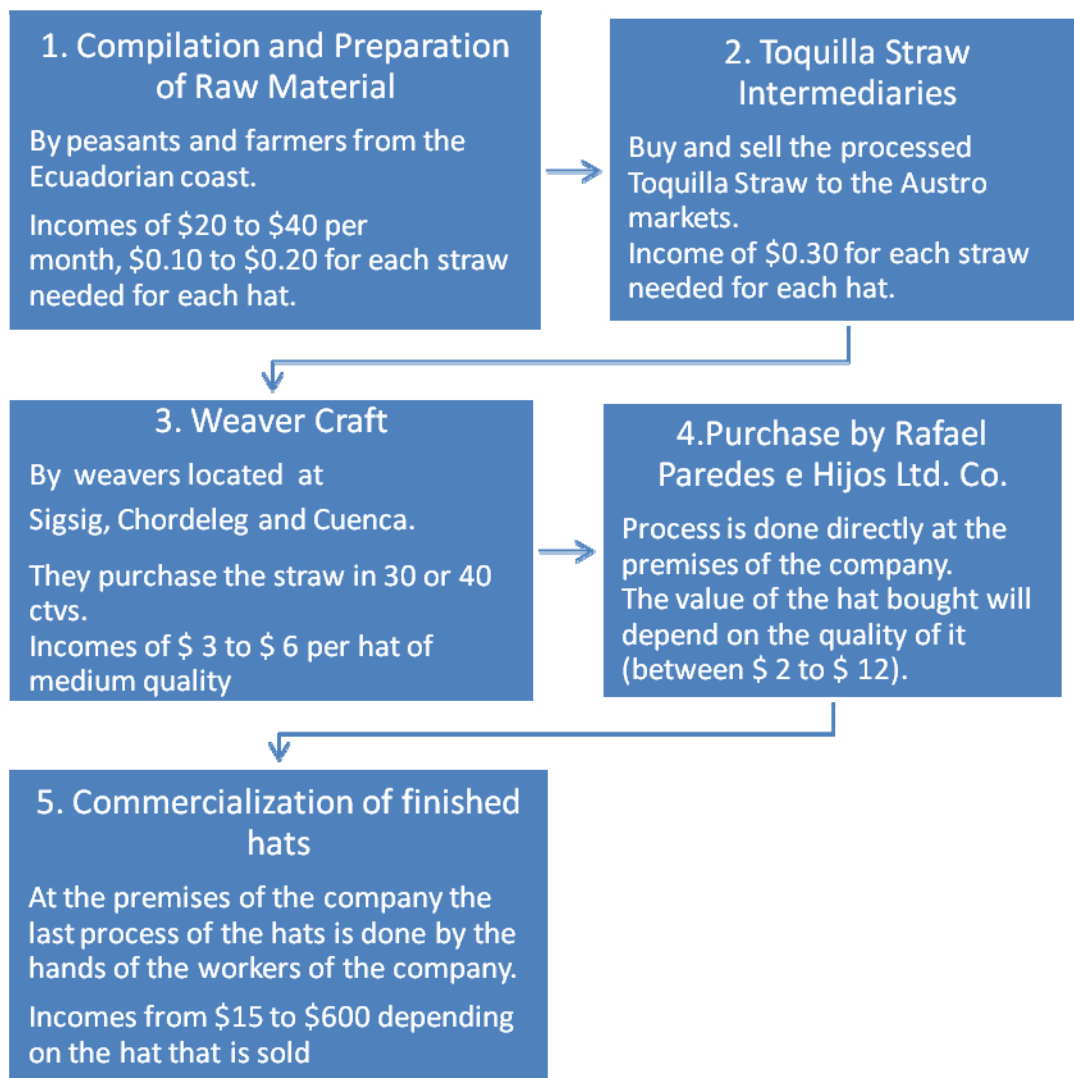 1. Compilation and Preparation
of Raw Material
By peasants and farmers from the
Ecuadorian coast.
Incomes of $20 to $40 per
month, $0.10 to $0.20 for each straw
needed for each hat.
2. Toquilla Straw
Intermediaries
Buy and sell the processed
Toquilla Straw to the Austro
markets.
Income of $0.30 for each straw
needed for each hat.
3. Weaver Craft
By weavers located at
Sigsig, Chordeleg and Cuenca.
They purchase the straw in 30 or 40
ctvs.
Incomes of $ 3 to $ 6 per hat of
medium quality
4.Purchase by Rafael
Paredes e Hijos Ltd. Co.
Process is done directly at the
premises of the company.
The value of the hat bought will
depend on the quality of it
(between $ 2 to $ 12).
5. Commercialization of finished
hats
At the premises of the company the
last process of the hats is done by the
hands of the workers of the company.
Incomes from $15 to $600 depending
on the hat that is sold